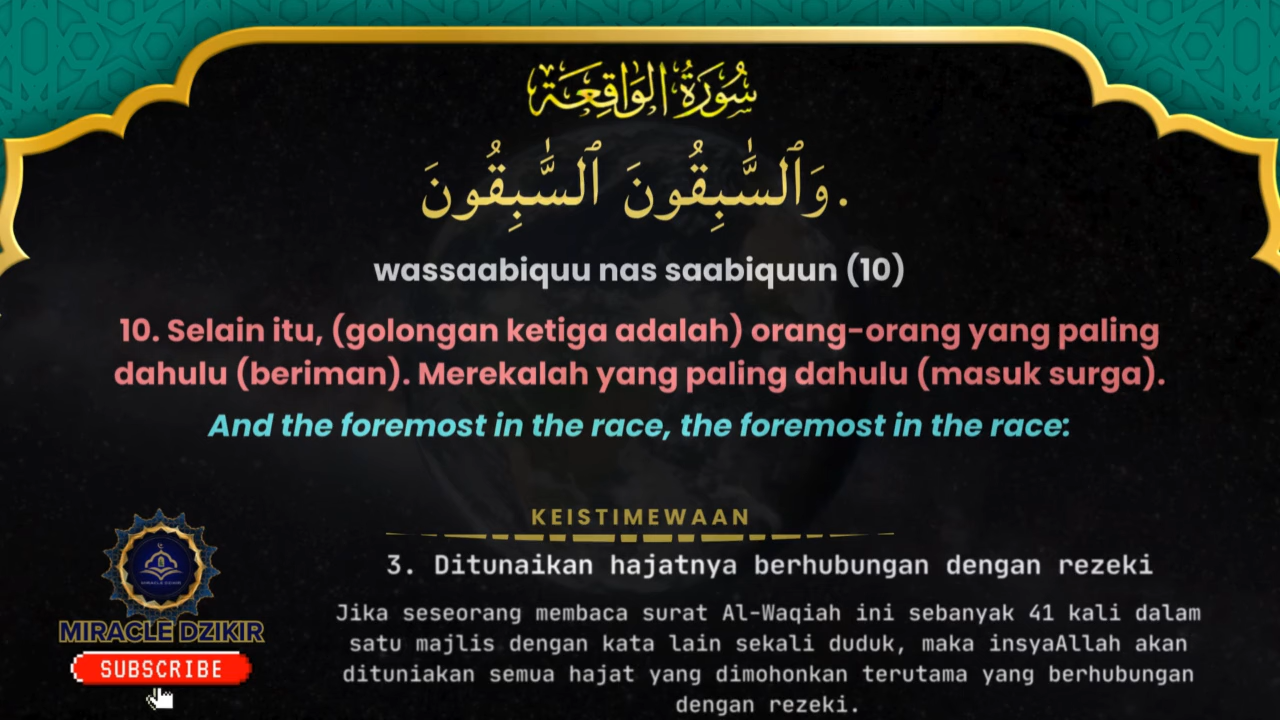 سُورَةُ الوَاقِعَة
وَٱلسَّٰبِقُونَ ٱلسَّٰبِقُونَ.
wassaabiquu nas saabiquun (10)
10. Selain itu, (golongan ketiga adalah) orang-orang yang paling
dahulu (beriman). Merekalah yang paling dahulu (masuk surga).
And the foremost in the race, the foremost in the race:
KEISTIMEWAAN
3. Ditunaikan hajatnya berhubungan dengan rezeki
Jika seseorang membaca surat Al-Waqiah ini sebanyak 41 kali dalam
satu majlis dengan kata lain sekali duduk, maka insyaAllah akan
dituniakan semua hajat yang dimohonkan terutama yang berhubungan
dengan rezeki.
MIRACLE DZIKIR
MIRACLE DZIKIR
SUBSCRIBE